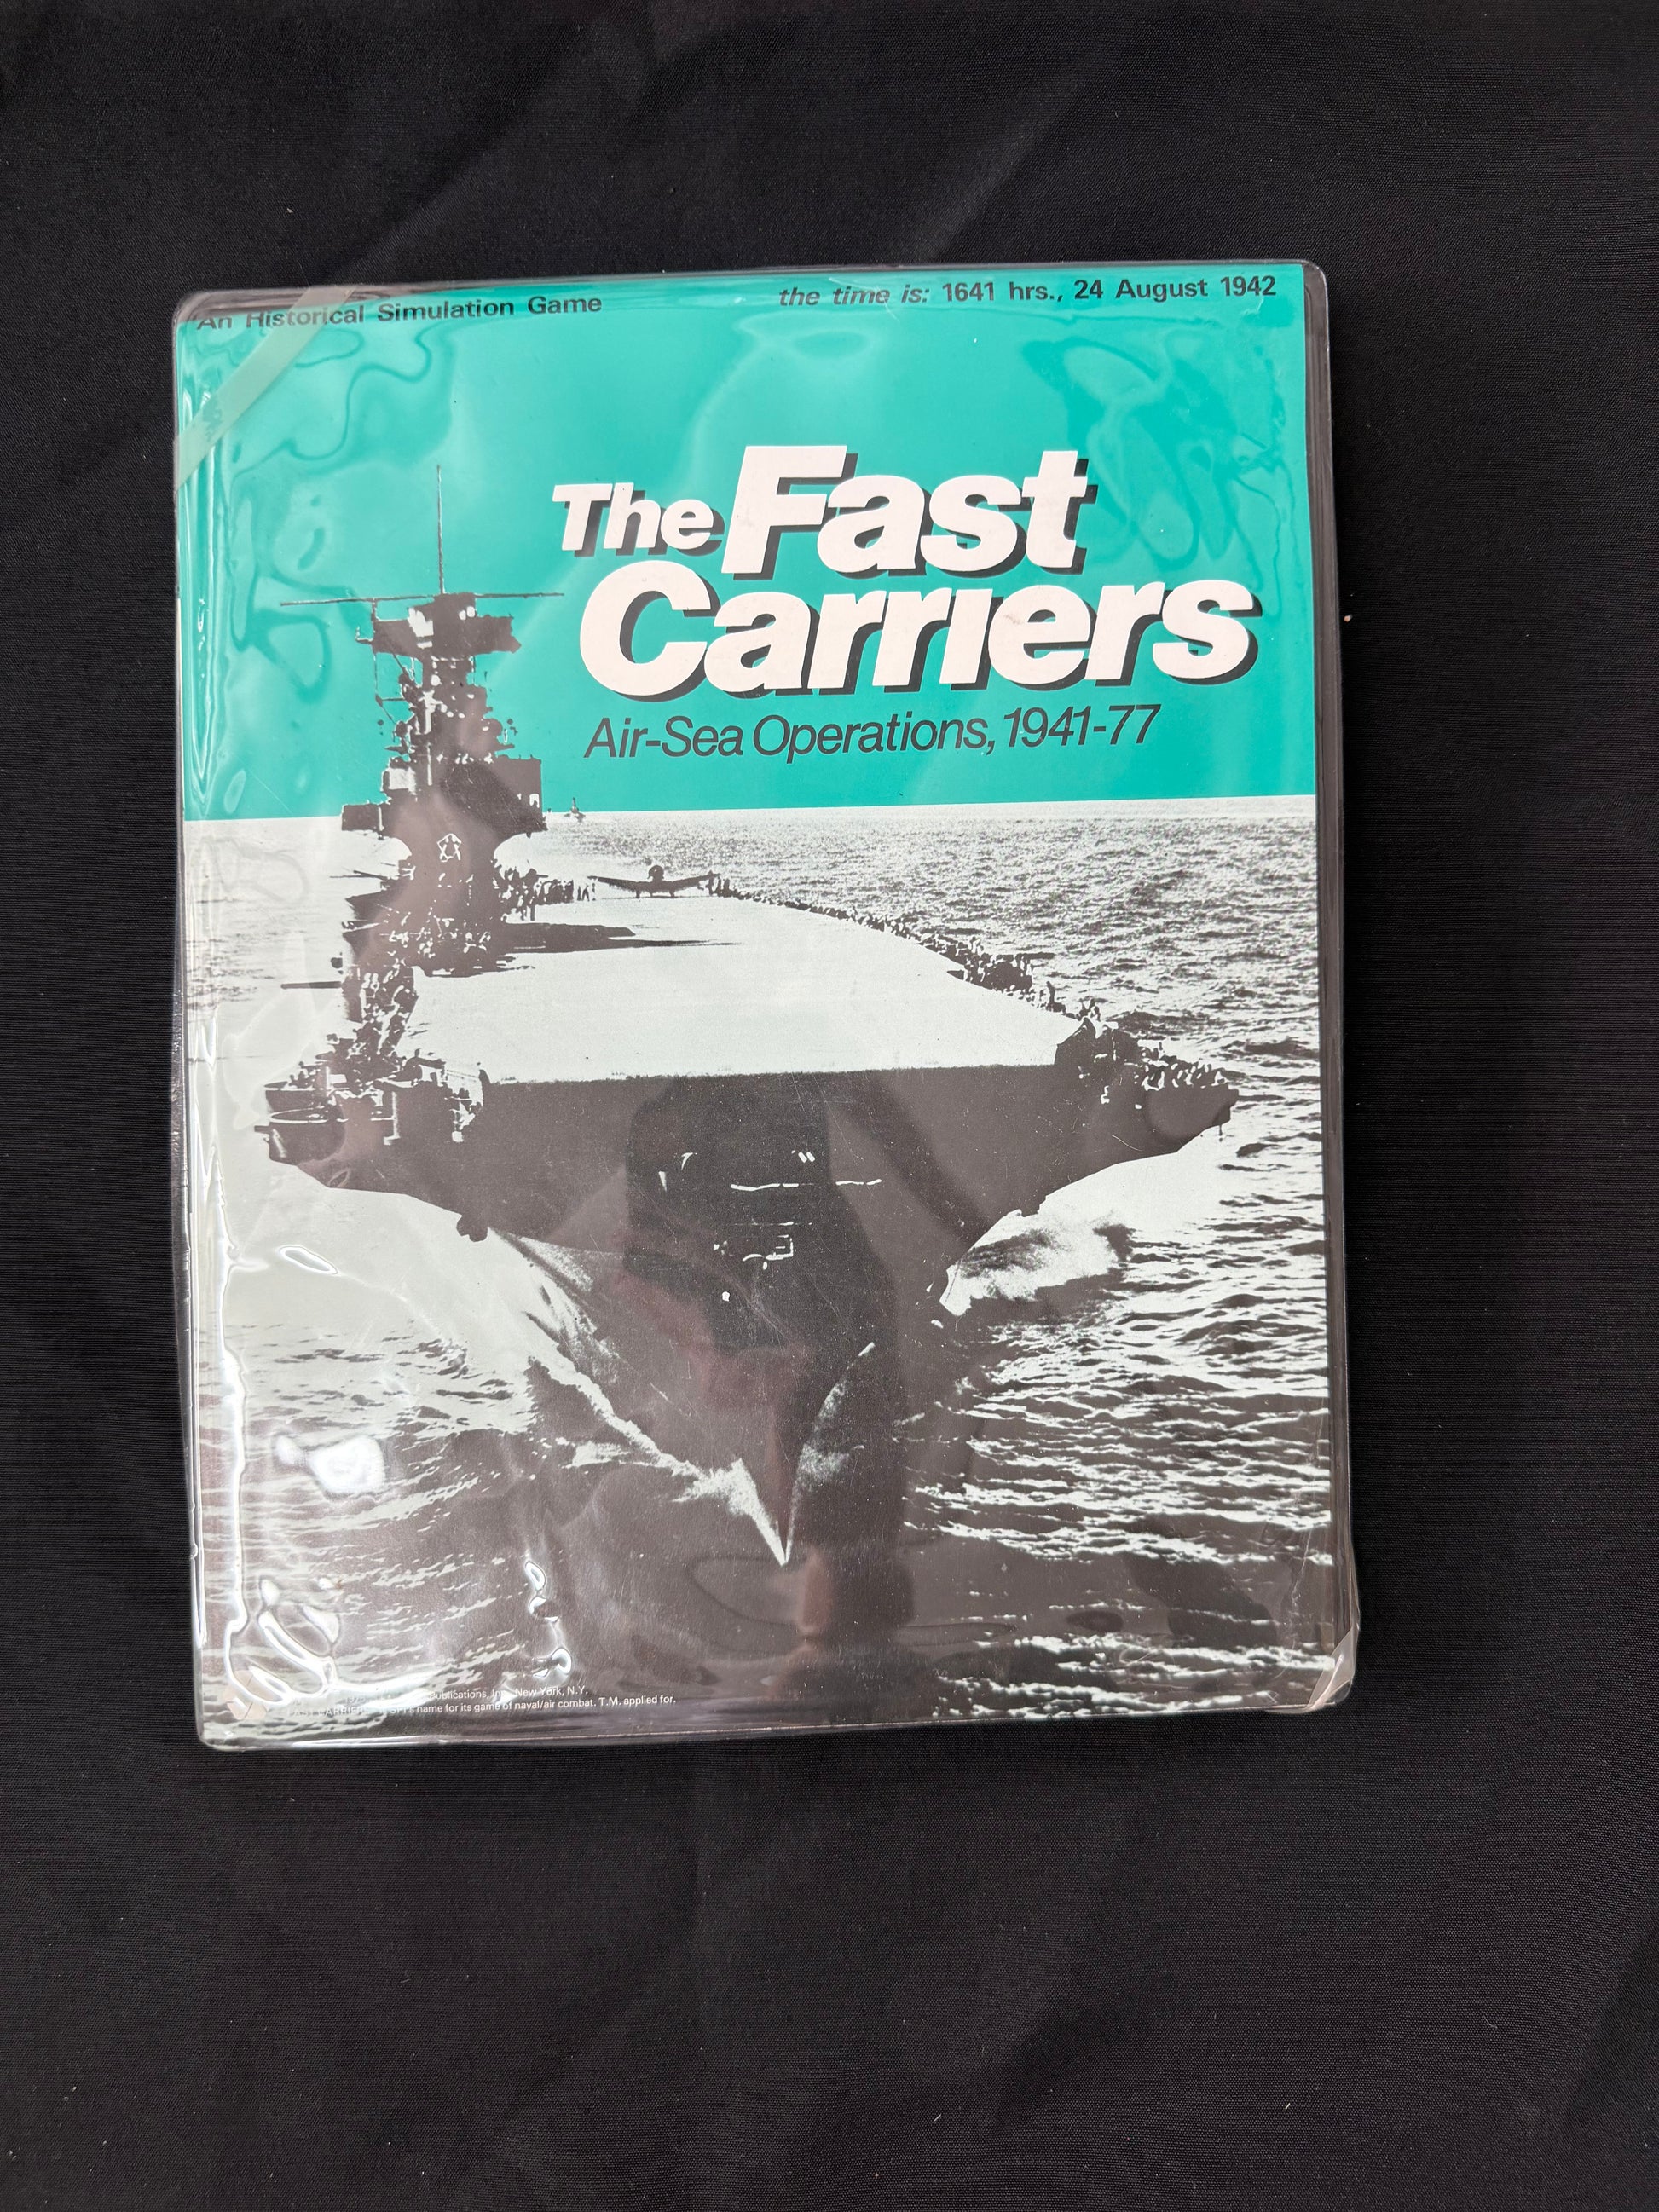 An Historical Simulation Game
the time is: 1641 hrs., 24 August 1942
The Fast
Carriers
Air-Sea Operations, 1941-77
Publications, Inc., New York, N.Y.
name for its game of naval/air combat. T.M. applied for.